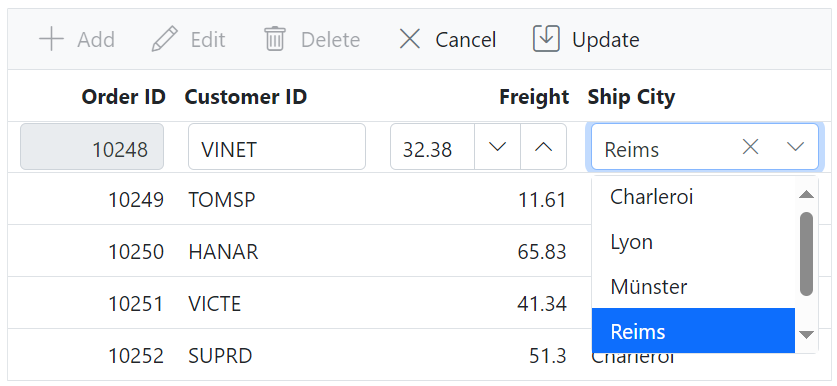 Add Edit Delete Cancel Update
Order ID Customer ID Freight Ship City
10248 VINET 32.38 Reims
10249 TOMSP 11.61 Charleroi
Lyon
10250 HANAR 65.83
Münster
10251 VICTE 41.34
Reims
10252 SUPRD 51.3 Charleroi